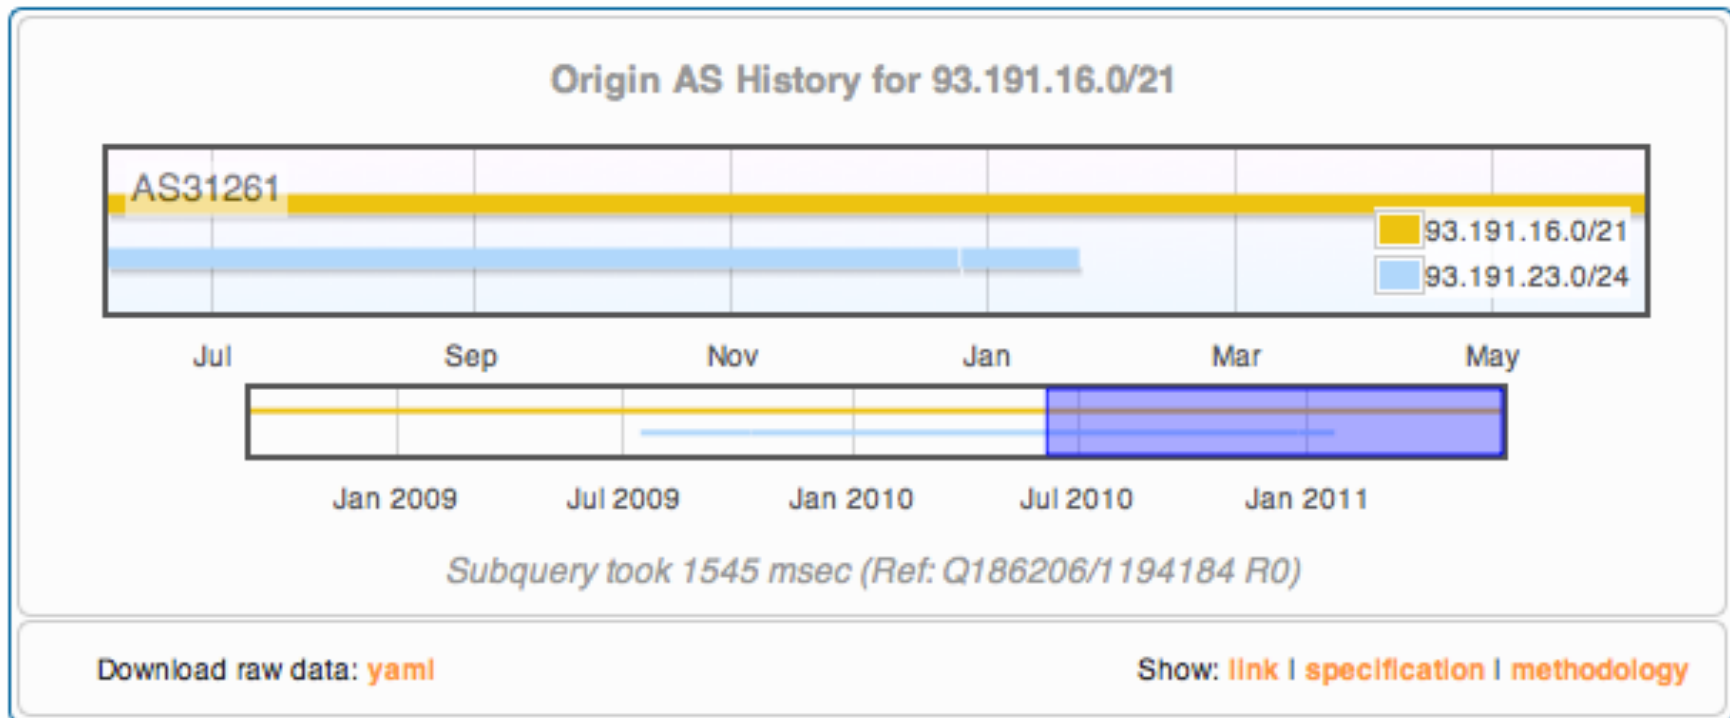 Origin AS History for 93.191.16.0/21
AS31261
93.191.16.0/21
93.191.23.0/24
Jul Sep Nov Jan Mar May
Jan 2009 Jul 2009 Jan 2010 Jul 2010 Jan 2011
Subquery took 1545 msec (Ref: Q186206/1194184 R0)
Download raw data: yaml Show: link | specification | methodology